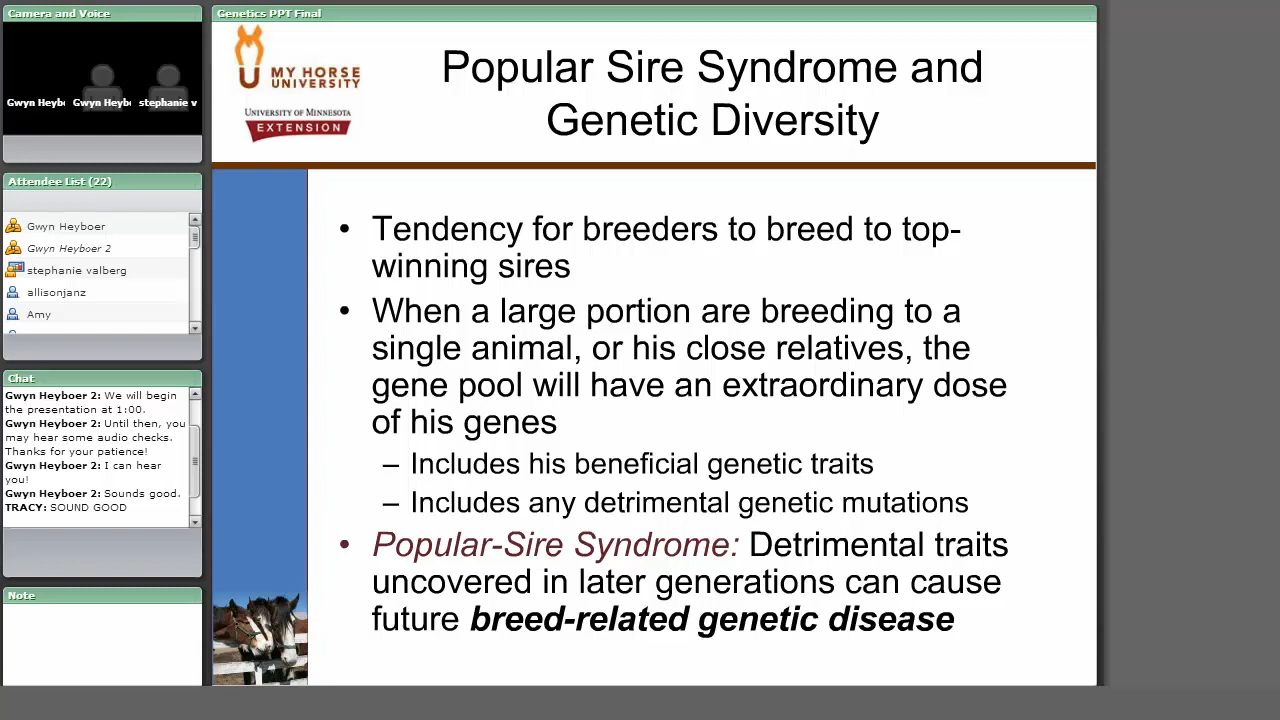 Camera and Voice
Gwyn Heyb
Gwyn Heyb
stephanie v
Attendee List (22)
Gwyn Heyboer
Gwyn Heyboer 2
stephanie valberg
allisonjanz
Amy
Chat
Gwyn Heyboer 2: We will begin
the presentation at 1:00.
Gwyn Heyboer 2: Until then, you
may hear some audio checks.
Thanks for your patience!
Gwyn Heyboer 2: I can hear
you!
Gwyn Heyboer 2: Sounds good.
TRACY: SOUND GOOD
Note
Genetics PPT Final
MY HORSE
UNIVERSITY
UNIVERSITY OF MINNESOTA
EXTENSION
Popular Sire Syndrome and
Genetic Diversity
• Tendency for breeders to breed to top-
winning sires
• When a large portion are breeding to a
single animal, or his close relatives, the
gene pool will have an extraordinary dose
of his genes
– Includes his beneficial genetic traits
– Includes any detrimental genetic mutations
• Popular-Sire Syndrome: Detrimental traits
uncovered in later generations can cause
future breed-related genetic disease